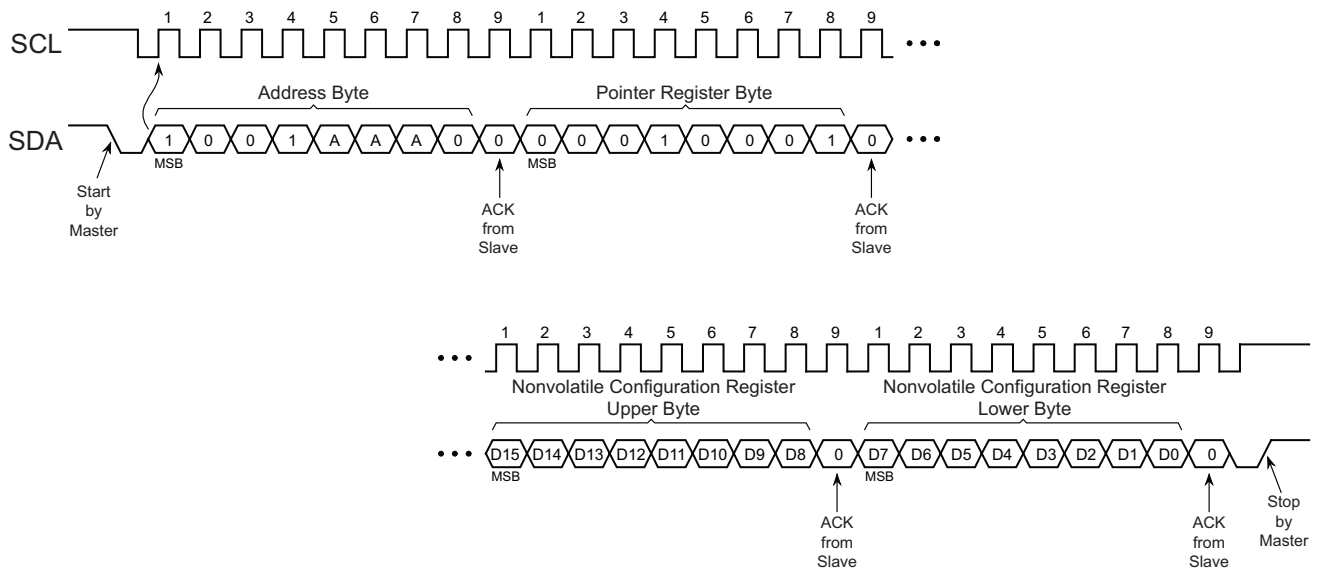 1 2 3 4 5 6 7 8 9 1 2 3 4 5 6 7 8 9
SCL
Address Byte Pointer Register Byte
SDA 1 0 0 1 A A A 0 0 0 0 0 1 0 0 0 1 0
MSB MSB
Start
by
Master
ACK
from
Slave
ACK
from
Slave
1 2 3 4 5 6 7 8 9 1 2 3 4 5 6 7 8 9
Nonvolatile Configuration Register
Upper Byte
Nonvolatile Configuration Register
Lower Byte
D15 D14 D13 D12 D11 D10 D9 D8 0 D7 D6 D5 D4 D3 D2 D1 D0 0
MSB MSB
ACK
from
Slave
ACK
from
Slave
Stop
by
Master